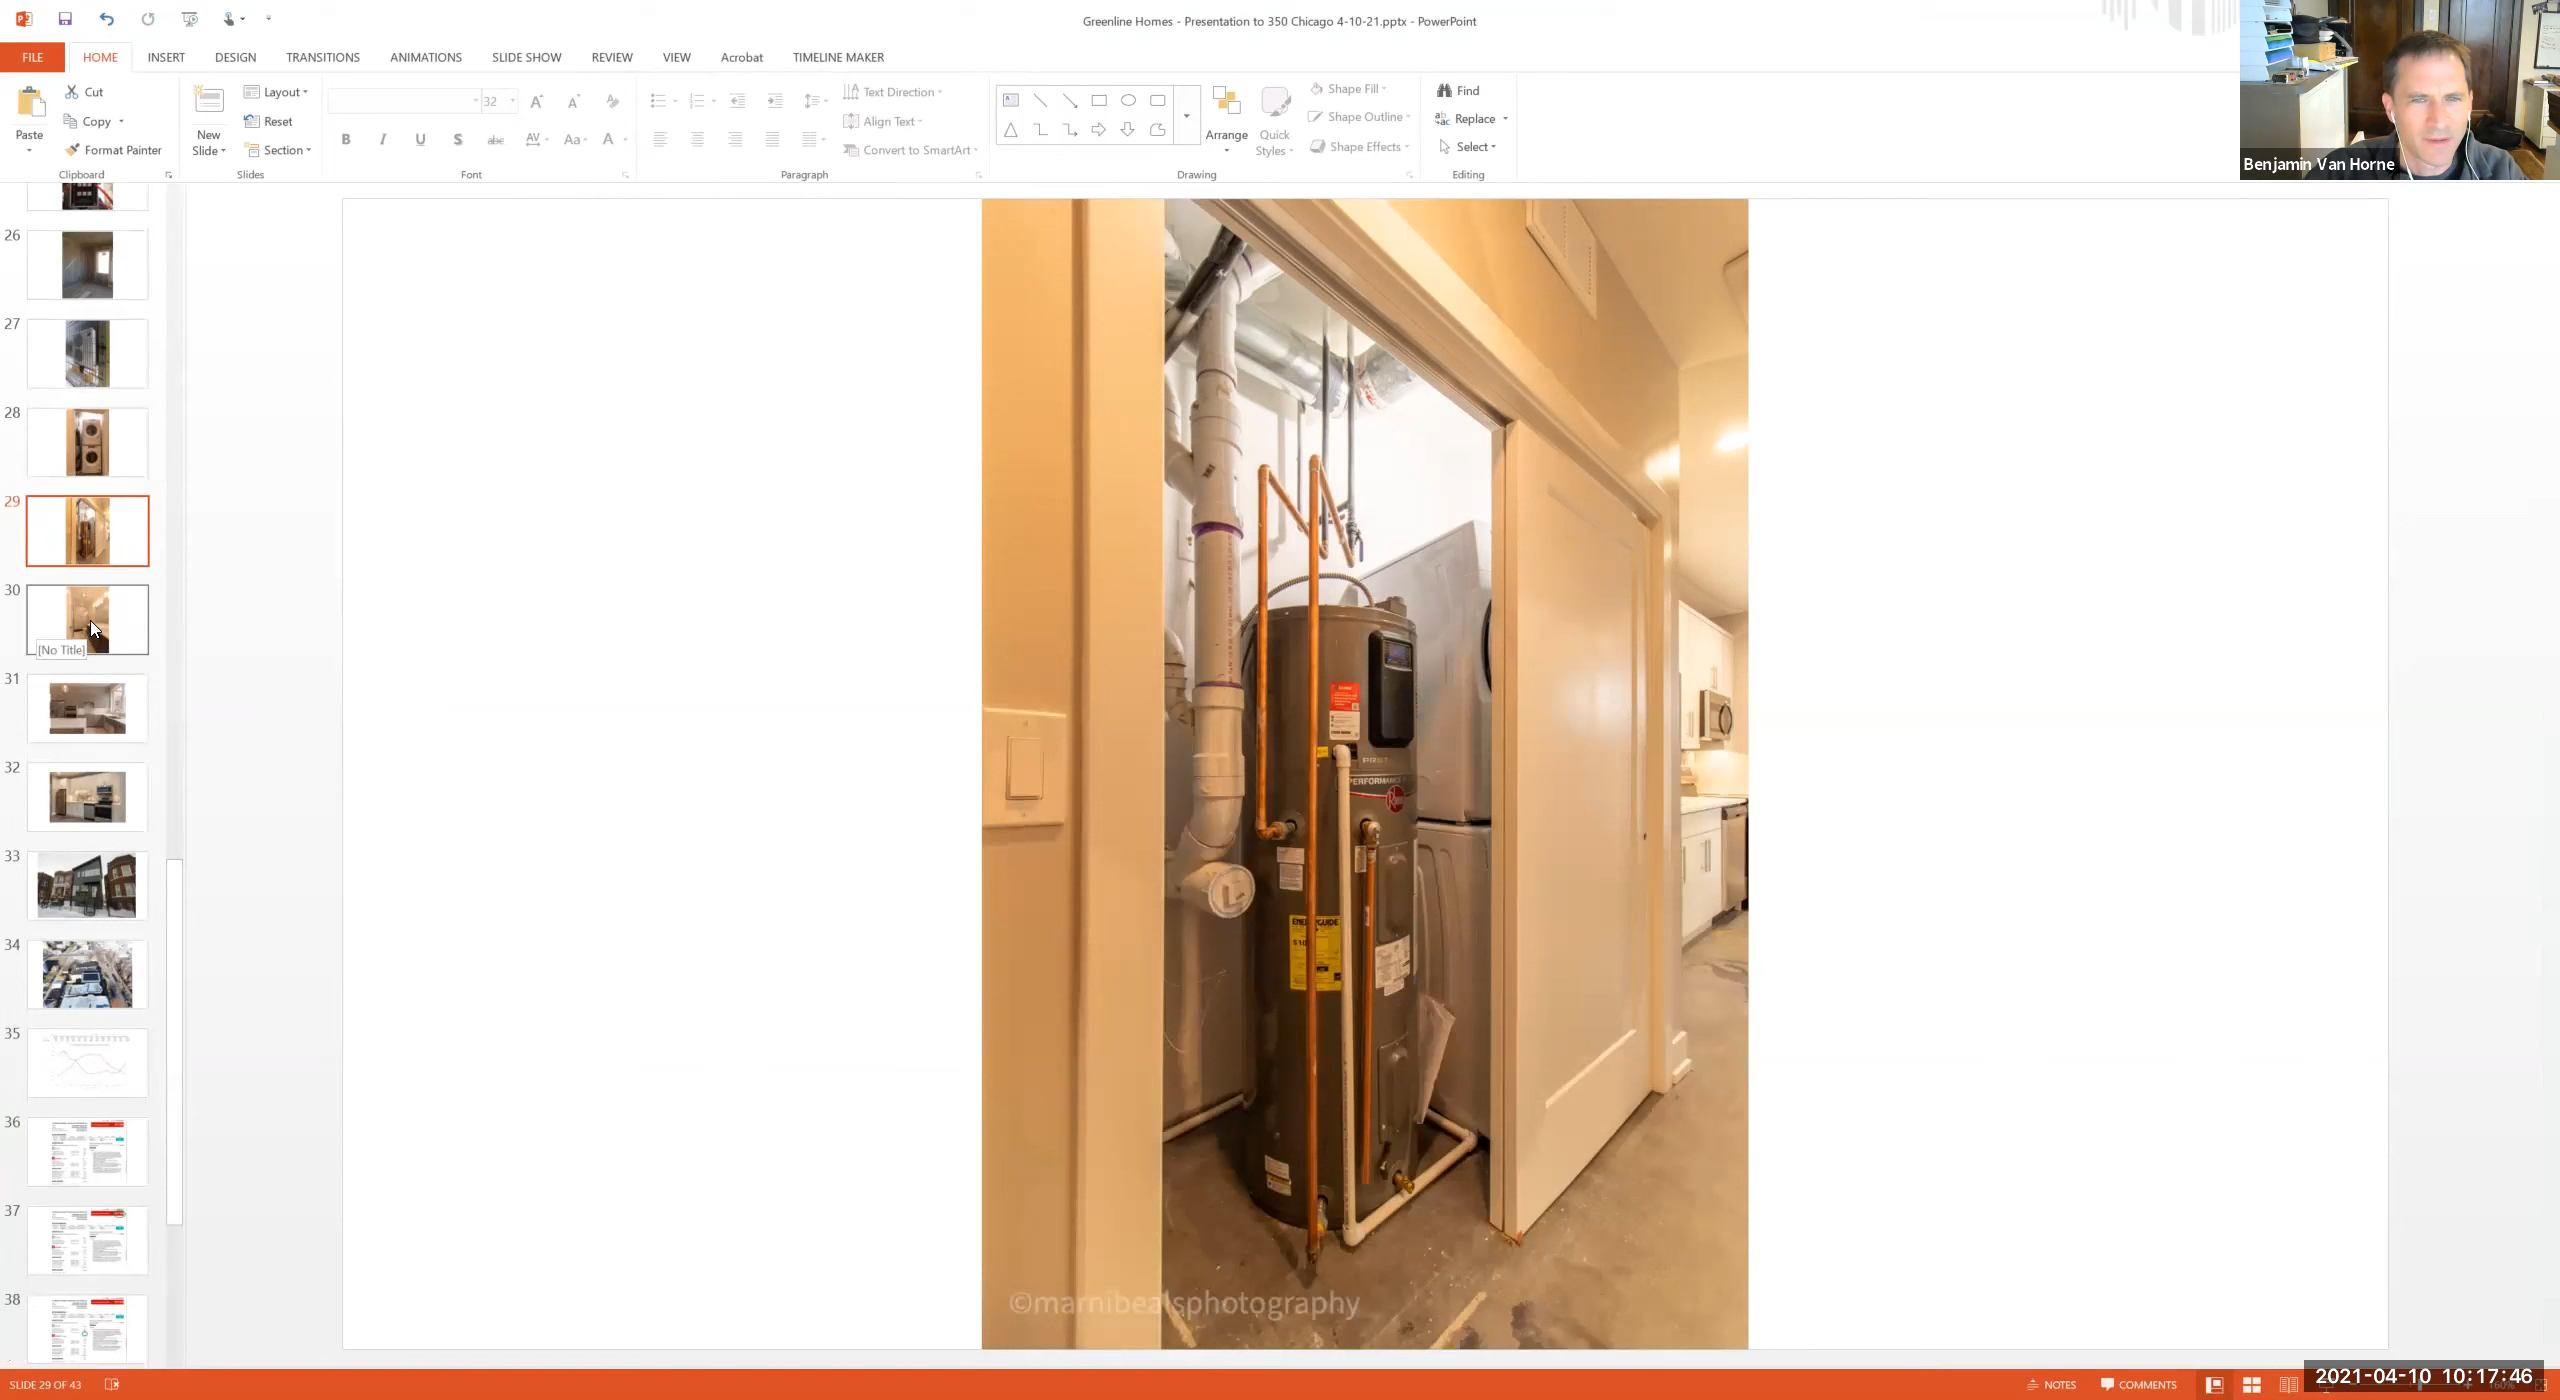 Greenline Homes - Presentation to 350 Chicago 4-10-21.pptx - PowerPoint
FILE
HOME
INSERT
DESIGN
TRANSITIONS
ANIMATIONS
SLIDE SHOW
REVIEW
VIEW
Acrobat
TIMELINE MAKER
Paste
Cut
Copy
Format Painter
Clipboard
New Slide
Layout
Reset
Section
Slides
32
Font
Text Direction
Align Text
Convert to SmartArt
Paragraph
Arrange
Quick Styles
Shape Fill
Shape Outline
Shape Effects
Drawing
Find
Replace
Select
Editing
Benjamin Van Horne
26
27
28
29
30
[No Title]
31
32
33
34
35
36
37
38
PERFORMANCE
ENERGYGUIDE
©marnibealsphotography
SLIDE 29 OF 43
NOTES
COMMENTS
2021-04-10 10:17:46